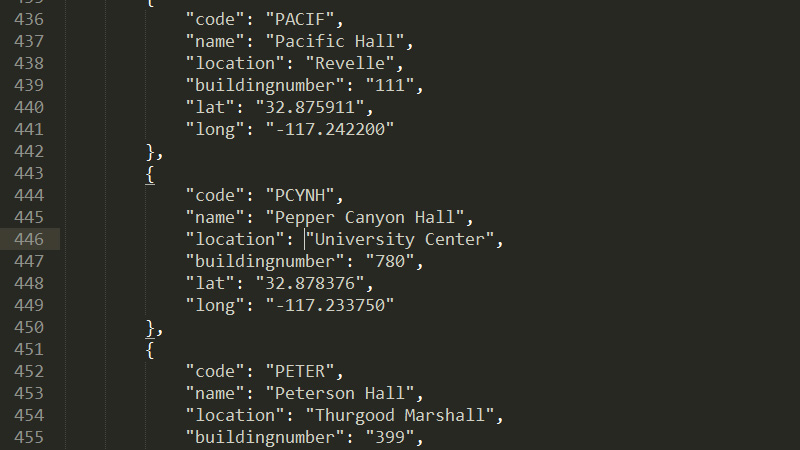 435 {
436 "code": "PACIF",
437 "name": "Pacific Hall",
438 "location": "Revelle",
439 "buildingnumber": "111",
440 "lat": "32.875911",
441 "long": "-117.242200"
442 },
443 {
444 "code": "PCYNH",
445 "name": "Pepper Canyon Hall",
446 "location": "University Center",
447 "buildingnumber": "780",
448 "lat": "32.878376",
449 "long": "-117.233750"
450 },
451 {
452 "code": "PETER",
453 "name": "Peterson Hall",
454 "location": "Thurgood Marshall",
455 "buildingnumber": "399",